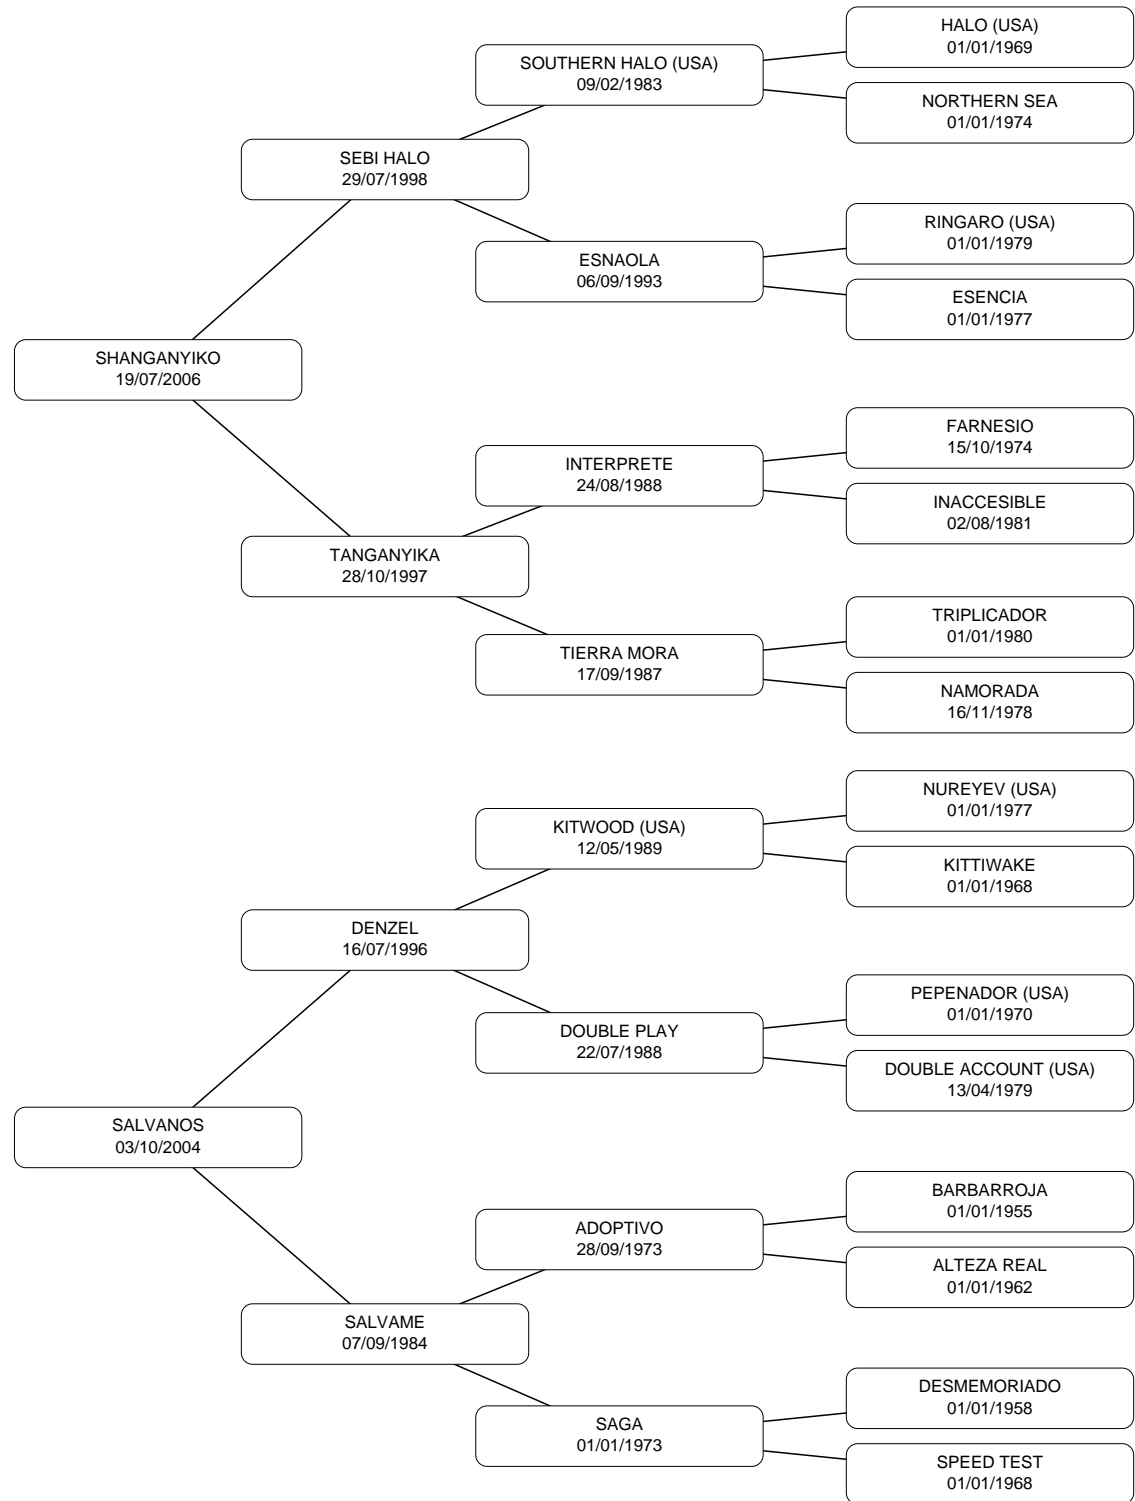 HALO (USA)
01/01/1969
SOUTHERN HALO (USA)
09/02/1983
NORTHERN SEA
01/01/1974
SEBI HALO
29/07/1998
RINGARO (USA)
01/01/1979
ESNAOLA
06/09/1993
ESENCIA
01/01/1977
SHANGANYIKO
19/07/2006
FARNESIO
15/10/1974
INTERPRETE
24/08/1988
INACCESIBLE
02/08/1981
TANGANYIKA
28/10/1997
TRIPLICADOR
01/01/1980
TIERRA MORA
17/09/1987
NAMORADA
16/11/1978
NUREYEV (USA)
01/01/1977
KITWOOD (USA)
12/05/1989
KITTIWAKE
01/01/1968
DENZEL
16/07/1996
PEPENADOR (USA)
01/01/1970
DOUBLE PLAY
22/07/1988
DOUBLE ACCOUNT (USA)
13/04/1979
SALVANOS
03/10/2004
BARBARROJA
01/01/1955
ADOPTIVO
28/09/1973
ALTEZA REAL
01/01/1962
SALVAME
07/09/1984
DESMEMORIADO
01/01/1958
SAGA
01/01/1973
SPEED TEST
01/01/1968